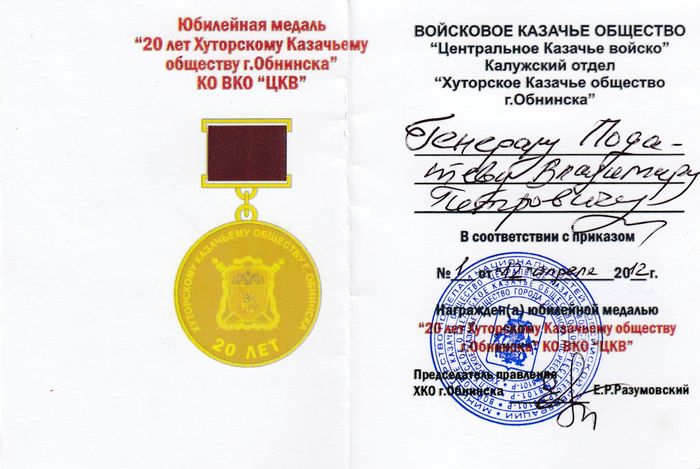 Юбилейная медаль
“20 лет Хуторскому Казачьему
обществу г.Обнинска”
КО ВКО “ЦКВ”
ХУТОРСКОМУ КАЗАЧЬЕМУ ОБЩЕСТВУ Г. ОБНИНСКА
20 ЛЕТ
ВОЙСКОВОЕ КАЗАЧЬЕ ОБЩЕСТВО
“Центральное Казачье войско”
Калужский отдел
“Хуторское Казачье общество
г.Обнинска”
Генералу Пода-
теву Владимиру
Петровичу
В соответствии с приказом
№ 1 от 12 апреля 2012 г.
Награжден(а) юбилейной медалью
“20 лет Хуторскому Казачьему обществу
г.Обнинска” КО ВКО “ЦКВ”
Председатель правления
ХКО г.Обнинска Е.Р.Разумовский